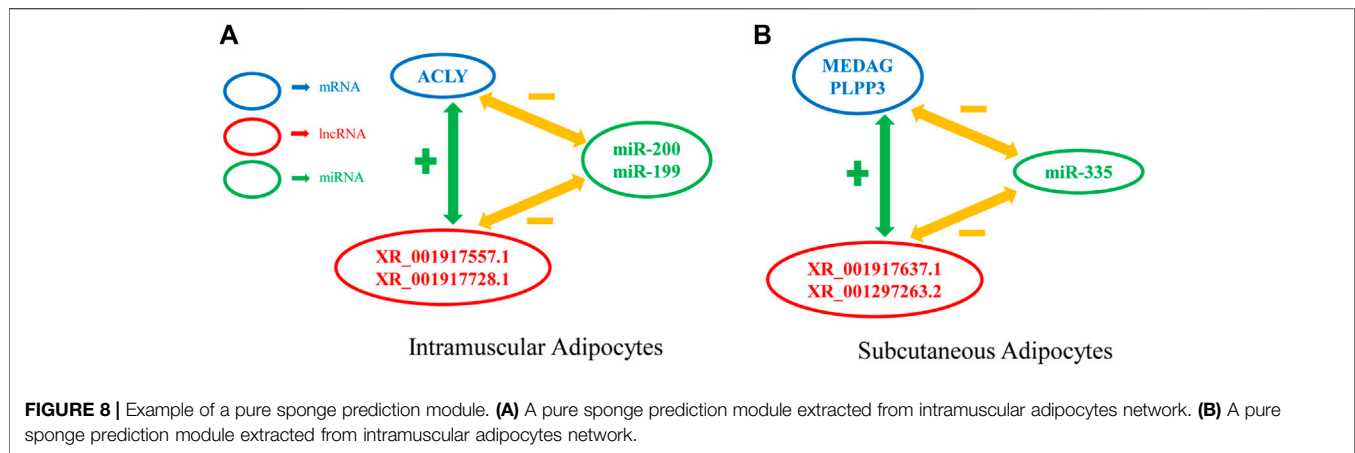 A
mRNA
lncRNA
miRNA
ACLY
+
−
miR-200
miR-199
−
XR_001917557.1
XR_001917728.1
Intramuscular Adipocytes
B
MEDAG
PLPP3
+
−
miR-335
−
XR_001917637.1
XR_001297263.2
Subcutaneous Adipocytes
FIGURE 8 | Example of a pure sponge prediction module. (A) A pure sponge prediction module extracted from intramuscular adipocytes network. (B) A pure
sponge prediction module extracted from intramuscular adipocytes network.